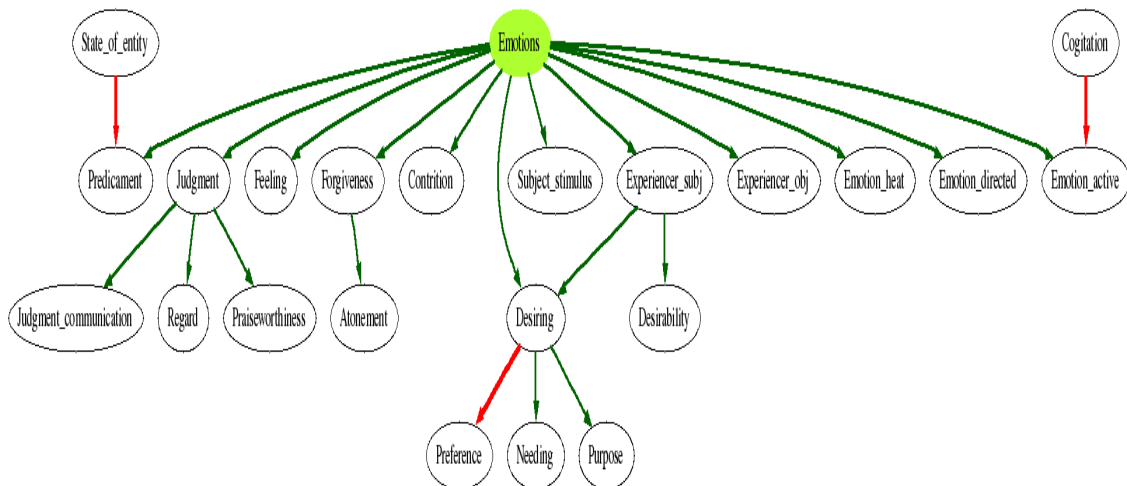 State_of_entity
Emotions
Cogitation
Predicament
Judgment
Feeling
Forgiveness
Contrition
Subject_stimulus
Experiencer_subj
Experiencer_obj
Emotion_heat
Emotion_directed
Emotion_active
Judgment_communication
Regard
Praiseworthiness
Atonement
Desiring
Desirability
Preference
Needing
Purpose